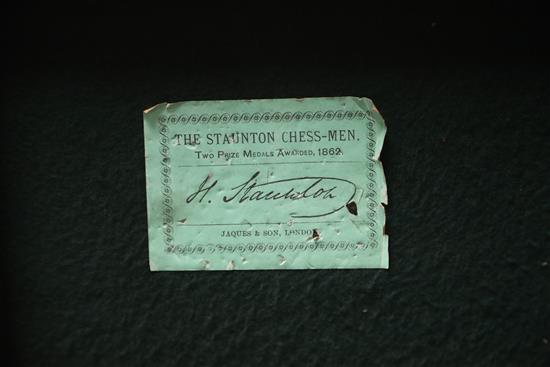 THE STAUNTON CHESS-MEN.
TWO PRIZE MEDALS AWARDED, 1862.
H. Staunton
JAQUES & SON, LONDON